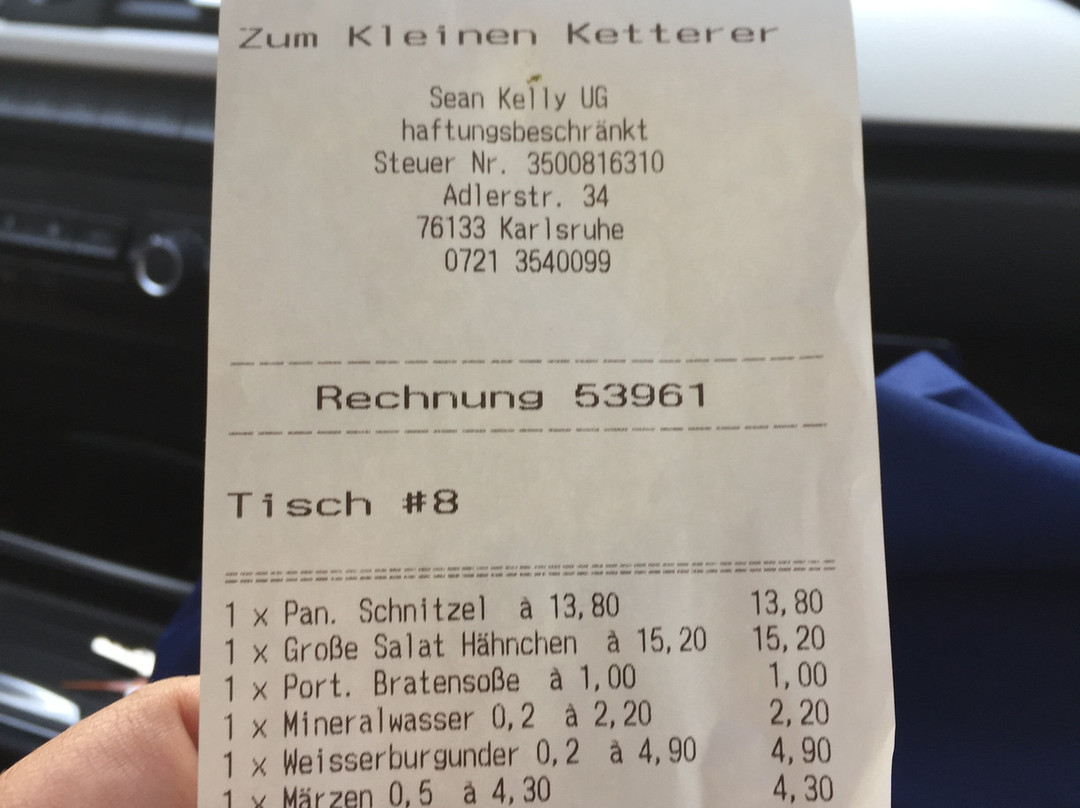 Zum Kleinen Ketterer
Sean Kelly UG
haftungsbeschränkt
Steuer Nr. 3500816310
Adlerstr. 34
76133 Karlsruhe
0721 3540099
Rechnung 53961
Tisch #8
1 x Pan. Schnitzel à 13,80 13,80
1 x Große Salat Hähnchen à 15,20 15,20
1 x Port. Bratensoße à 1,00 1,00
1 x Mineralwasser 0,2 à 2,20 2,20
1 x Weisserburgunder 0,2 à 4,90 4,90
1 x Märzen 0,5 à 4,30 4,30